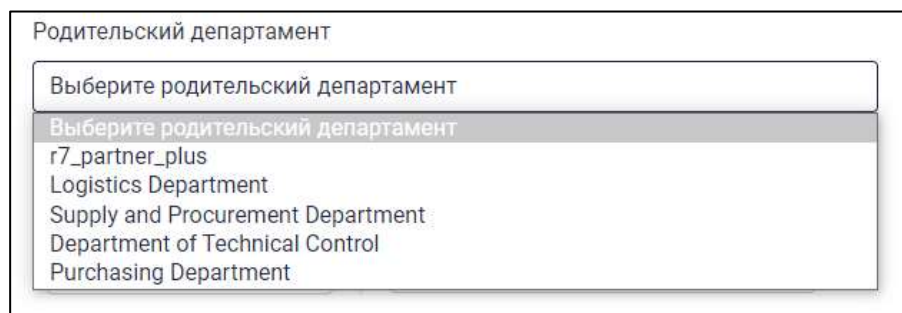 Родительский департамент
Выберите родительский департамент
Выберите родительский департамент
r7_partner_plus
Logistics Department
Supply and Procurement Department
Department of Technical Control
Purchasing Department